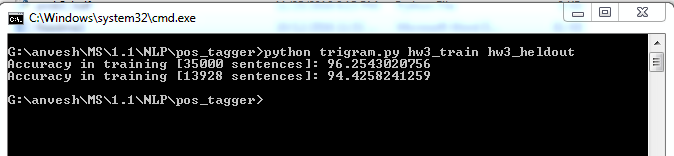 C:\Windows\system32\cmd.exe
G:\anvesh\MS\1.1\NLP\pos_tagger>python trigram.py hw3_train hw3_heldout
Accuracy in training [35000 sentences]: 96.2543020756
Accuracy in training [13928 sentences]: 94.4258241259
G:\anvesh\MS\1.1\NLP\pos_tagger>